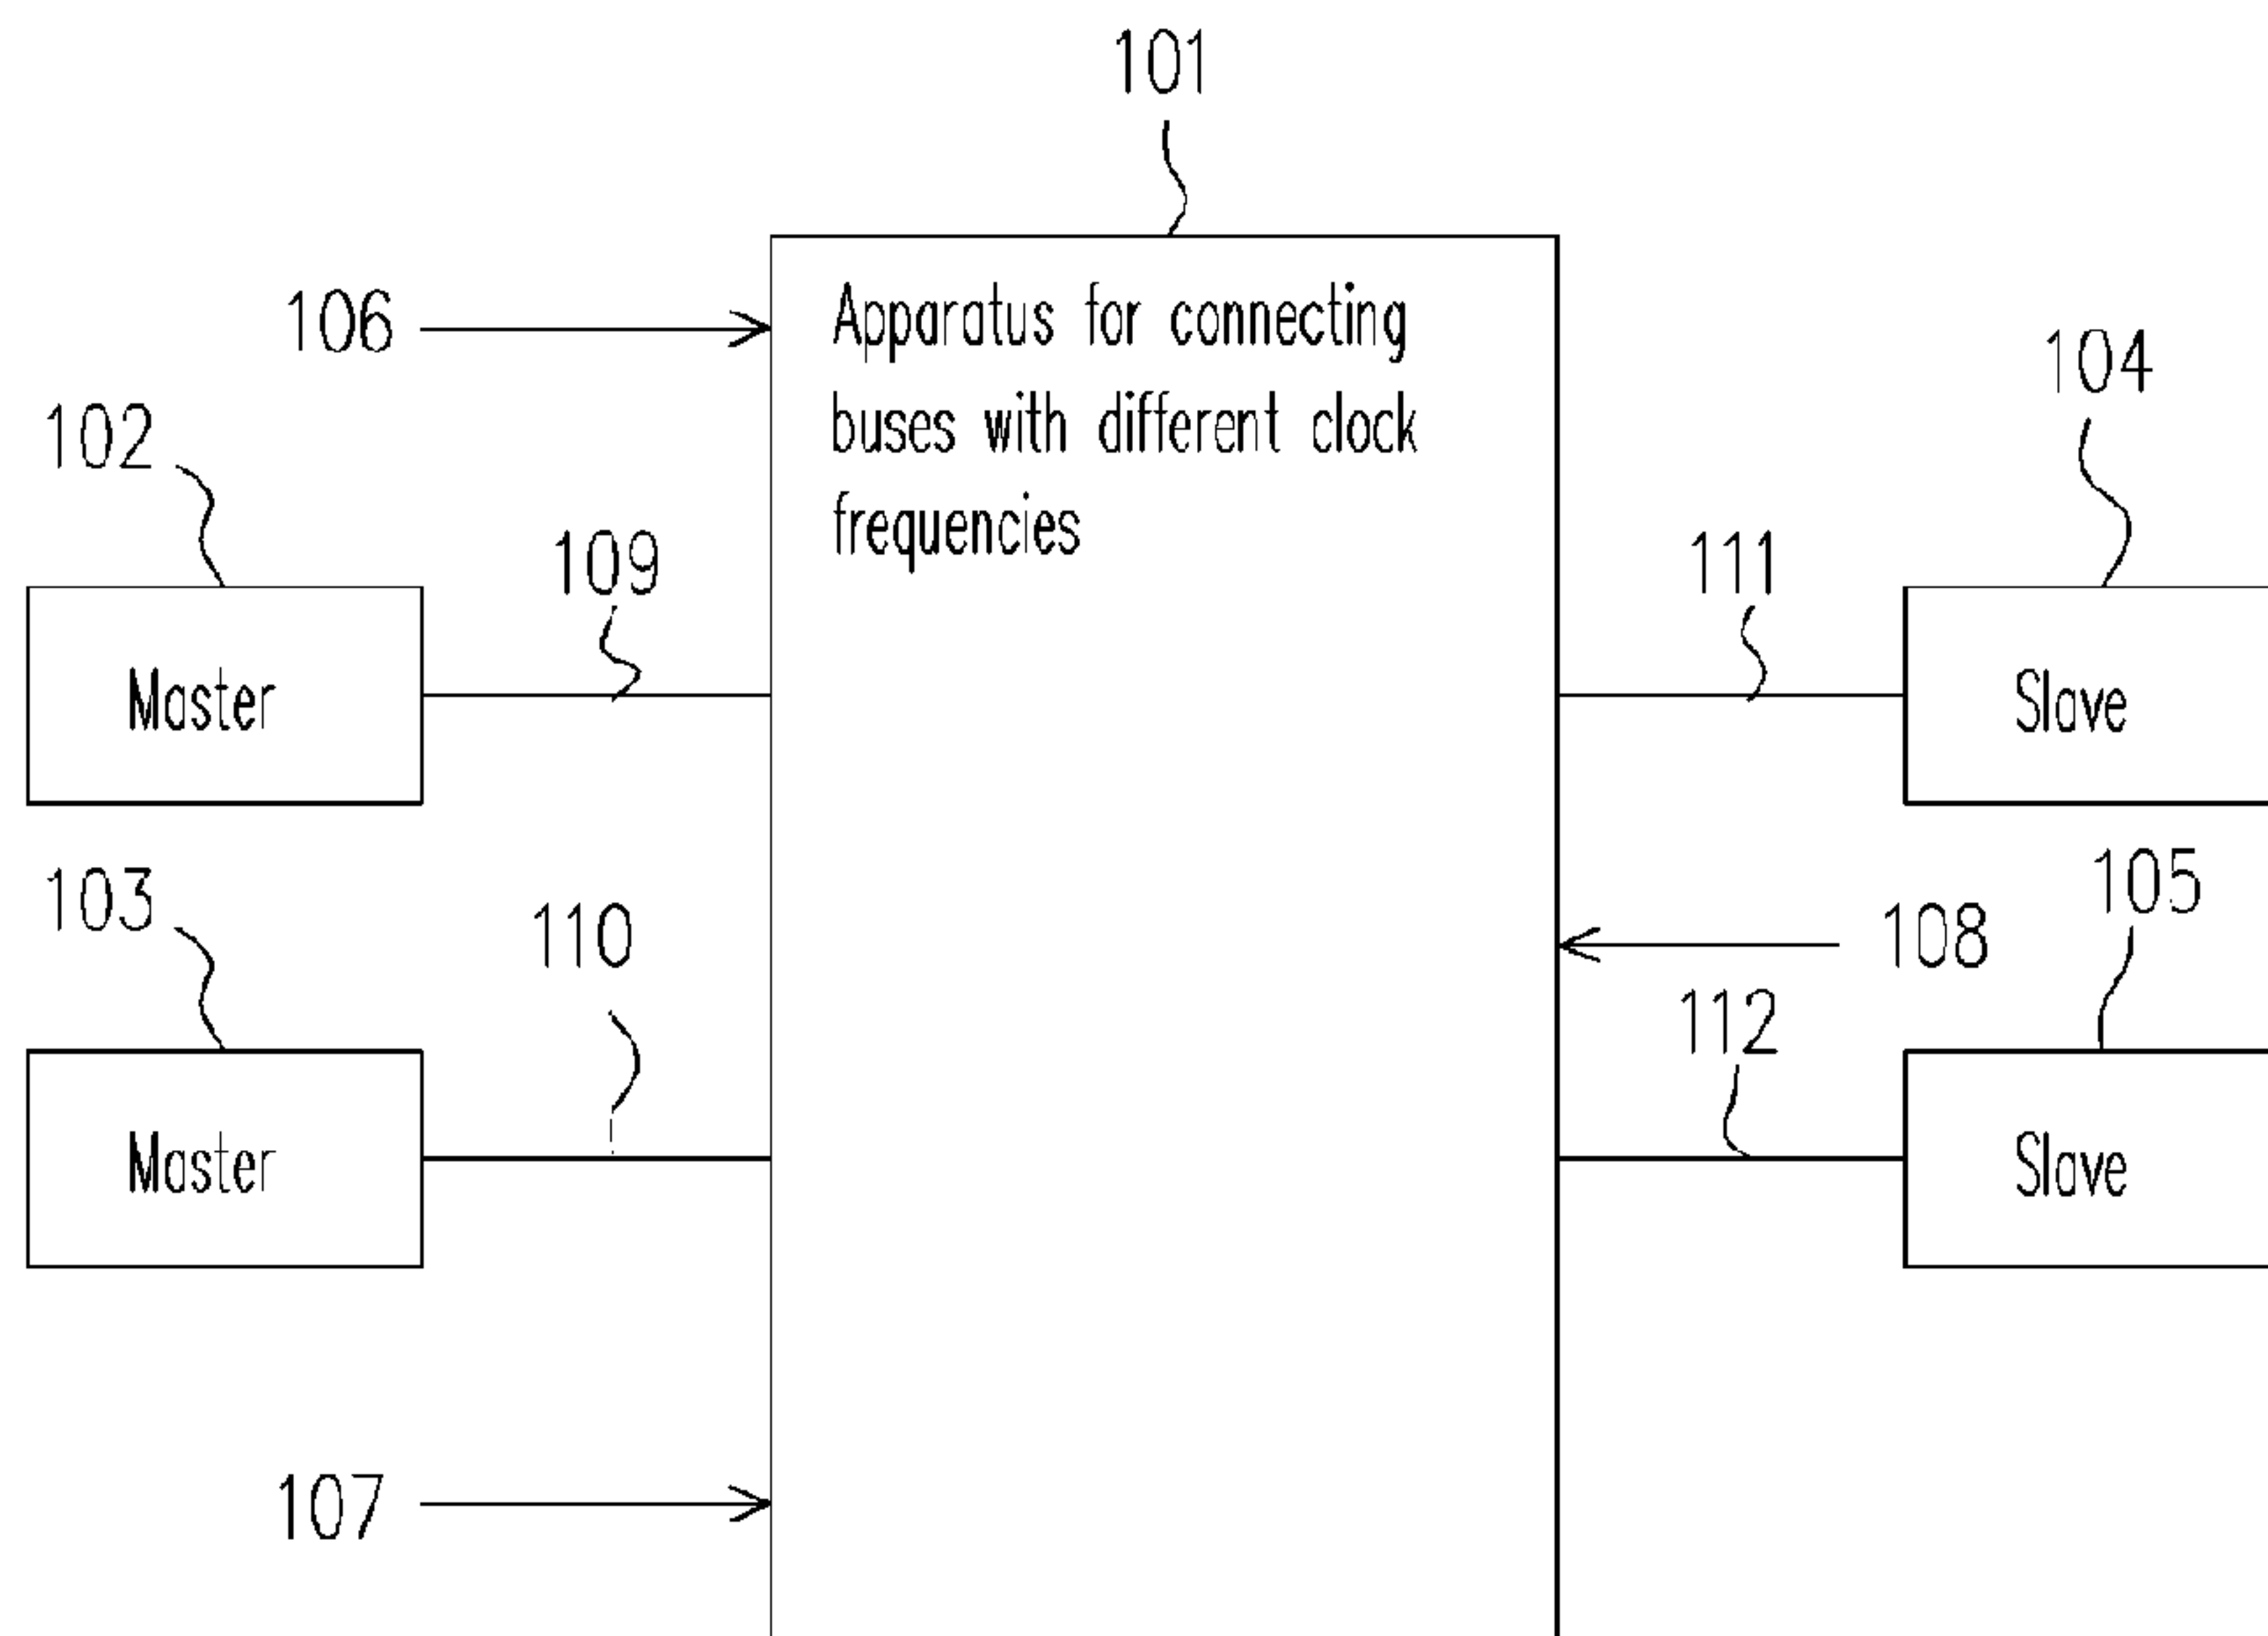 101
106
Apparatus for connecting
buses with different clock
frequencies
104
102
109
111
Master
Slave
103
110
108
105
112
Master
Slave
107